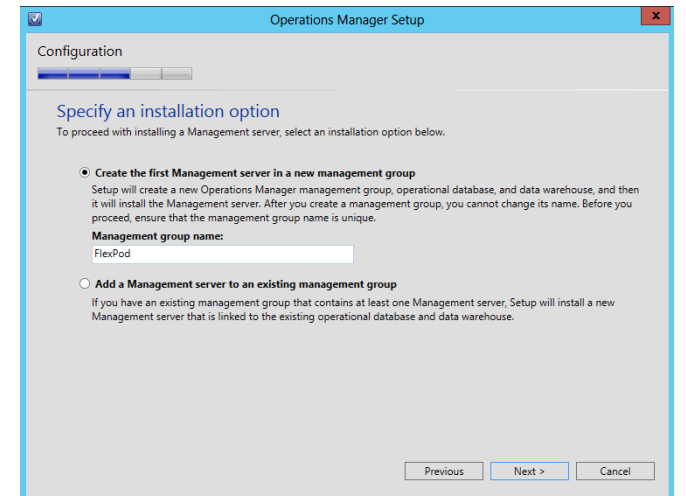 Operations Manager Setup
x
Configuration
Specify an installation option
To proceed with installing a Management server, select an installation option below.
Create the first Management server in a new management group
Setup will create a new Operations Manager management group, operational database, and data warehouse, and then
it will install the Management server. After you create a management group, you cannot change its name. Before you
proceed, ensure that the management group name is unique.
Management group name:
FlexPod
Add a Management server to an existing management group
If you have an existing management group that contains at least one Management server, Setup will install a new
Management server that is linked to the existing operational database and data warehouse.
Previous
Next >
Cancel